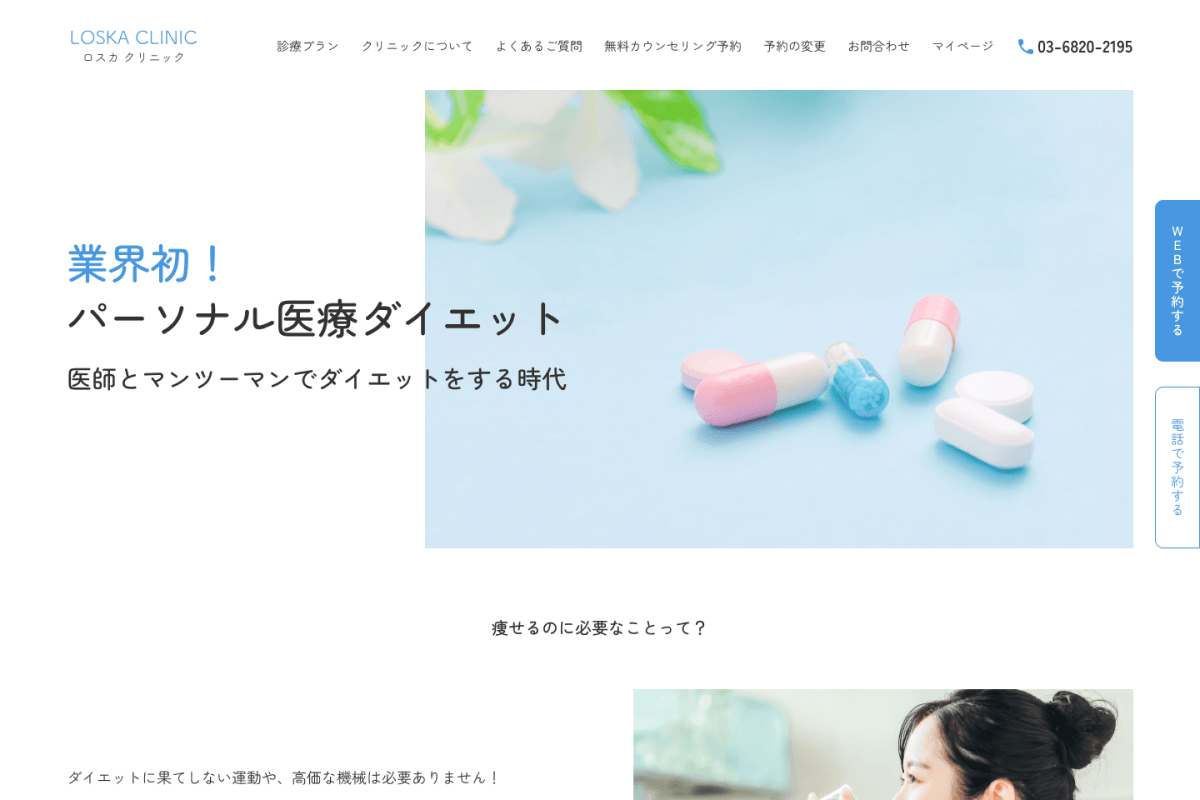 LOSKA CLINIC
ロスカ クリニック
診療プラン
クリニックについて
よくあるご質問
無料カウンセリング予約
予約の変更
お問合わせ
マイページ
03-6820-2195
業界初！
パーソナル医療ダイエット
医師とマンツーマンでダイエットをする時代
WEBで予約する
電話で予約する
痩せるのに必要なことって？
ダイエットに果てしない運動や、高価な機械は必要ありません！